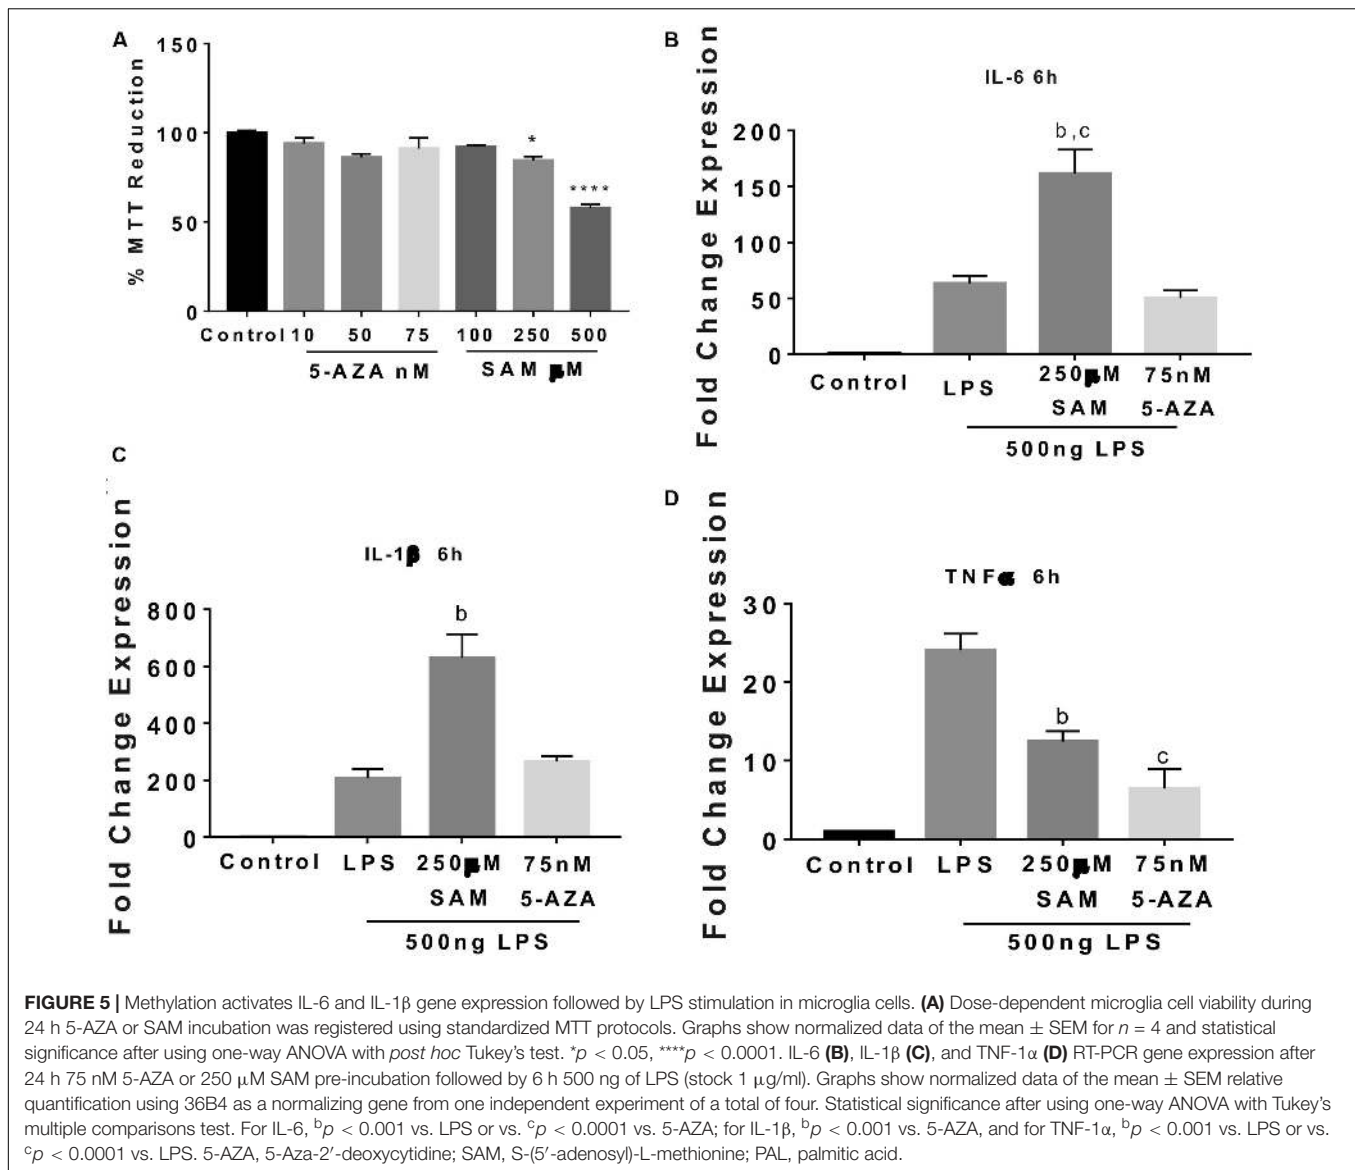 A
150
100
50
0
% MTT Reduction
*
****
Control 10 50 75 100 250 500
5-AZA nM SAM μM
B
IL-6 6h
Fold Change Expression
200
150
100
50
0
b,c
Control LPS 250μM 75nM
SAM 5-AZA
500ng LPS
C
IL-1β 6h
Fold Change Expression
800
600
400
200
0
b
Control LPS 250μM 75nM
SAM 5-AZA
500ng LPS
D
TNFα 6h
Fold Change Expression
30
20
10
0
b
c
Control LPS 250μM 75nM
SAM 5-AZA
500ng LPS
FIGURE 5 | Methylation activates IL-6 and IL-1β gene expression followed by LPS stimulation in microglia cells. (A) Dose-dependent microglia cell viability during
24 h 5-AZA or SAM incubation was registered using standardized MTT protocols. Graphs show normalized data of the mean ± SEM for n = 4 and statistical
significance after using one-way ANOVA with post hoc Tukey's test. *p < 0.05, ****p < 0.0001. IL-6 (B), IL-1β (C), and TNF-1α (D) RT-PCR gene expression after
24 h 75 nM 5-AZA or 250 μM SAM pre-incubation followed by 6 h 500 ng of LPS (stock 1 μg/ml). Graphs show normalized data of the mean ± SEM relative
quantification using 36B4 as a normalizing gene from one independent experiment of a total of four. Statistical significance after using one-way ANOVA with Tukey's
multiple comparisons test. For IL-6, ᵇp < 0.001 vs. LPS or vs. ᶜp < 0.0001 vs. 5-AZA; for IL-1β, ᵇp < 0.001 vs. 5-AZA, and for TNF-1α, ᵇp < 0.001 vs. LPS or vs.
ᶜp < 0.0001 vs. LPS. 5-AZA, 5-Aza-2′-deoxycytidine; SAM, S-(5′-adenosyl)-L-methionine; PAL, palmitic acid.